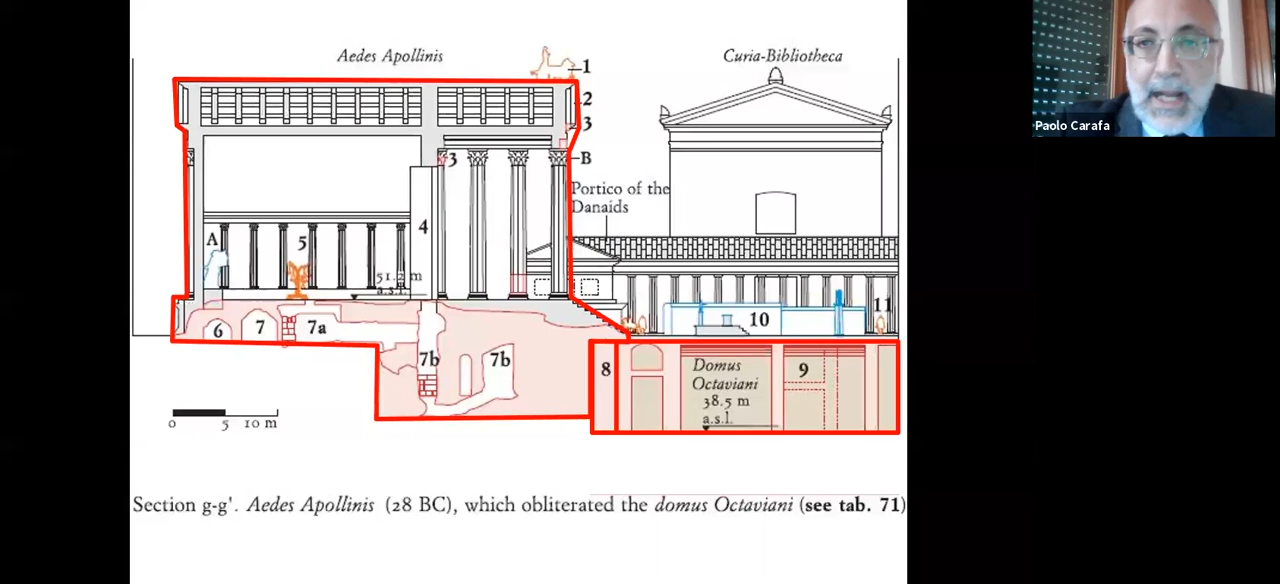 Aedes Apollinis
Curia-Bibliotheca
1
2
3
3
B
Portico of the
Danaids
4
A
5
51.2 m
a.s.l.
6
7
7a
7b
7b
8
Domus
Octaviani
38.5 m
a.s.l.
9
10
11
0 5 10 m
Section g-g'. Aedes Apollinis (28 BC), which obliterated the domus Octaviani (see tab. 71)
Paolo Carafa